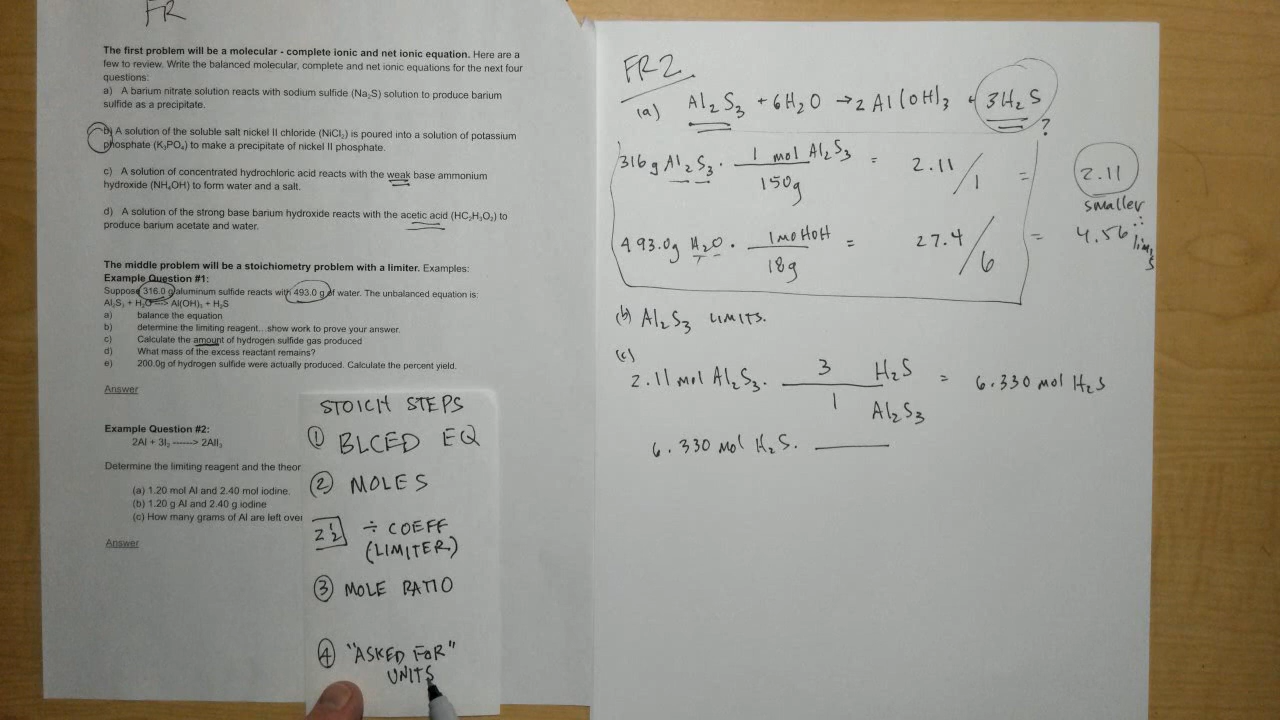 FR
The first problem will be a molecular - complete ionic and net ionic equation. Here are a
few to review. Write the balanced molecular, complete and net ionic equations for the next four
questions:
a) A barium nitrate solution reacts with sodium sulfide (Na₂S) solution to produce barium
sulfide as a precipitate.
b) A solution of the soluble salt nickel II chloride (NiCl₂) is poured into a solution of potassium
phosphate (K₃PO₄) to make a precipitate of nickel II phosphate.
c) A solution of concentrated hydrochloric acid reacts with the weak base ammonium
hydroxide (NH₄OH) to form water and a salt.
d) A solution of the strong base barium hydroxide reacts with the acetic acid (HC₂H₃O₂) to
produce barium acetate and water.
The middle problem will be a stoichiometry problem with a limiter. Examples:
Example Question #1:
Suppose 316.0 g aluminum sulfide reacts with 493.0 g of water. The unbalanced equation is:
Al₂S₃ + H₂O ---> Al(OH)₃ + H₂S
a) balance the equation
b) determine the limiting reagent...show work to prove your answer.
c) Calculate the amount of hydrogen sulfide gas produced
d) What mass of the excess reactant remains?
e) 200.0g of hydrogen sulfide were actually produced. Calculate the percent yield.
Answer
Example Question #2:
2Al + 3I₂ ------> 2AlI₃
Determine the limiting reagent and the theor
(a) 1.20 mol Al and 2.40 mol iodine.
(b) 1.20 g Al and 2.40 g iodine
(c) How many grams of Al are left over
Answer
STOICH STEPS
① BLCED EQ
② MOLES
2½ ÷ COEFF
(LIMITER)
③ MOLE RATIO
④ "ASKED FOR"
UNITS
FR2
(a) Al₂S₃ + 6H₂O → 2Al(OH)₃ + 3H₂S
?
316g Al₂S₃ · 1 mol Al₂S₃ / 150g = 2.11 / 1 = 2.11
smaller
∴
lims
493.0g H₂O · 1 mol HOH / 18g = 27.4 / 6 = 4.56
(b) Al₂S₃ LIMITS.
(c)
2.11 mol Al₂S₃ · 3 H₂S / 1 Al₂S₃ = 6.330 mol H₂S
6.330 mol H₂S ·